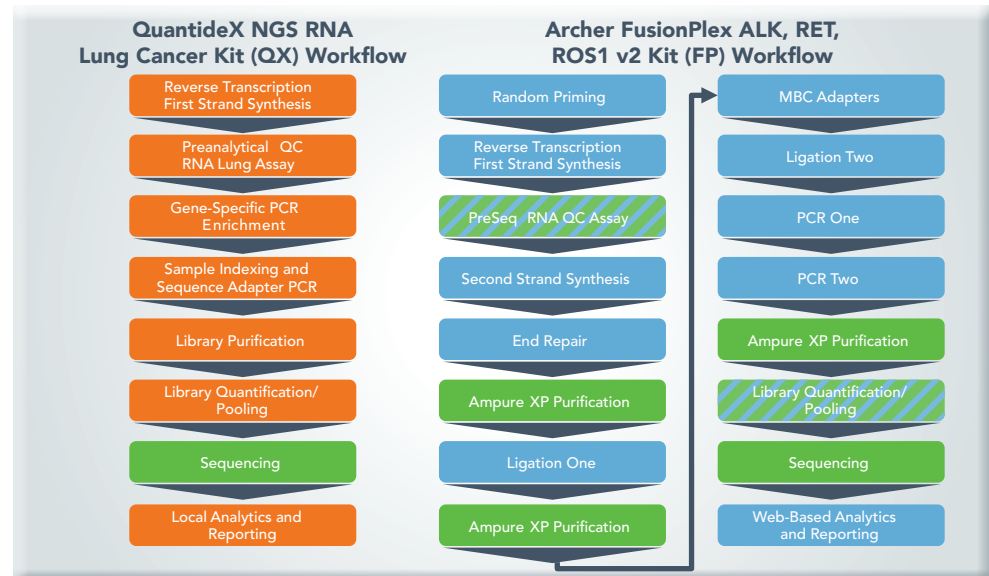 QuantideX NGS RNA
Lung Cancer Kit (QX) Workflow
Reverse Transcription
First Strand Synthesis
Preanalytical QC
RNA Lung Assay
Gene-Specific PCR
Enrichment
Sample Indexing and
Sequence Adapter PCR
Library Purification
Library Quantification/
Pooling
Sequencing
Local Analytics and
Reporting
Archer FusionPlex ALK, RET,
ROS1 v2 Kit (FP) Workflow
Random Priming
Reverse Transcription
First Strand Synthesis
PreSeq RNA QC Assay
Second Strand Synthesis
End Repair
Ampure XP Purification
Ligation One
Ampure XP Purification
MBC Adapters
Ligation Two
PCR One
PCR Two
Ampure XP Purification
Library Quantification/
Pooling
Sequencing
Web-Based Analytics
and Reporting